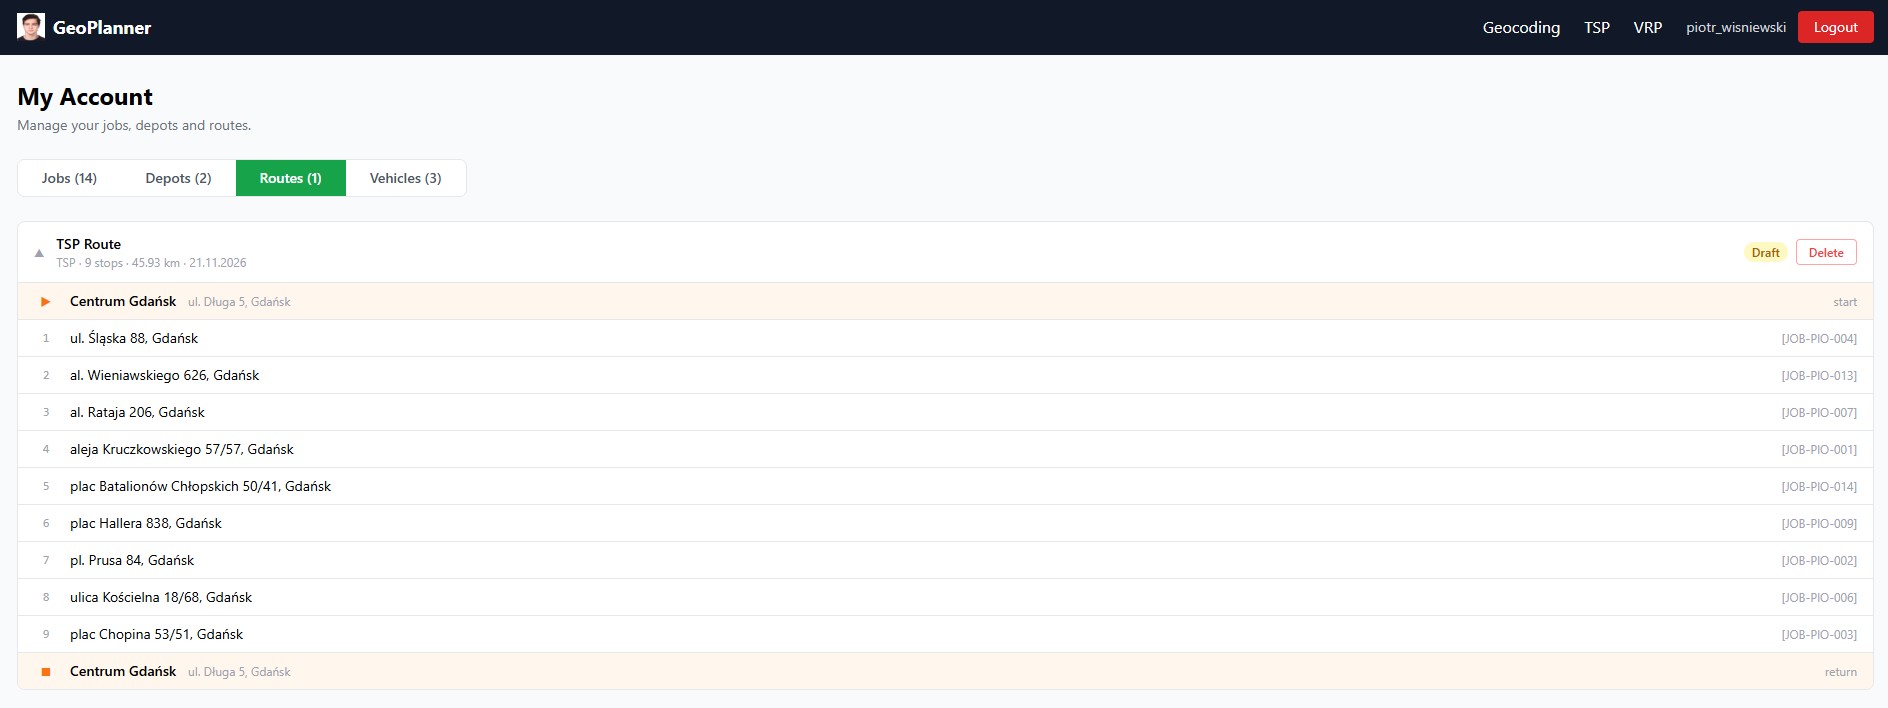 GeoPlanner
Geocoding TSP VRP piotr_wisniewski Logout
My Account
Manage your jobs, depots and routes.
Jobs (14) Depots (2) Routes (1) Vehicles (3)
TSP Route
TSP · 9 stops · 45.93 km · 21.11.2026
Draft Delete
Centrum Gdańsk ul. Długa 5, Gdańsk start
1 ul. Śląska 88, Gdańsk [JOB-PIO-004]
2 al. Wieniawskiego 626, Gdańsk [JOB-PIO-013]
3 al. Rataja 206, Gdańsk [JOB-PIO-007]
4 aleja Kruczkowskiego 57/57, Gdańsk [JOB-PIO-001]
5 plac Batalionów Chłopskich 50/41, Gdańsk [JOB-PIO-014]
6 plac Hallera 838, Gdańsk [JOB-PIO-009]
7 pl. Prusa 84, Gdańsk [JOB-PIO-002]
8 ulica Kościelna 18/68, Gdańsk [JOB-PIO-006]
9 plac Chopina 53/51, Gdańsk [JOB-PIO-003]
Centrum Gdańsk ul. Długa 5, Gdańsk return